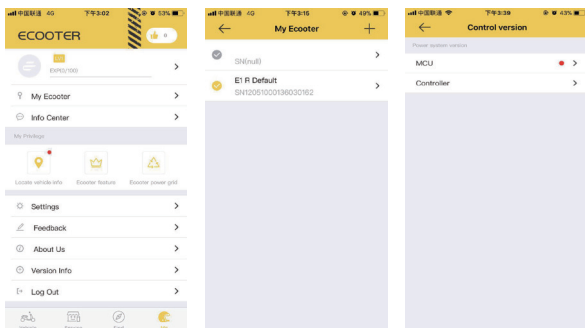 中国联通 4G 下午3:02 53%
ECOOTER
0
EXP(0/100)
My Ecooter
Info Center
My Privilege
Locate vehicle info Ecooter feature Ecooter power grid
Settings
Feedback
About Us
Version Info
Log Out
中国联通 4G 下午3:15 49%
My Ecooter
SN(null)
E1 R Default
SN12051000136030162
中国联通 下午3:39 43%
Control version
Power system version
MCU
Controller